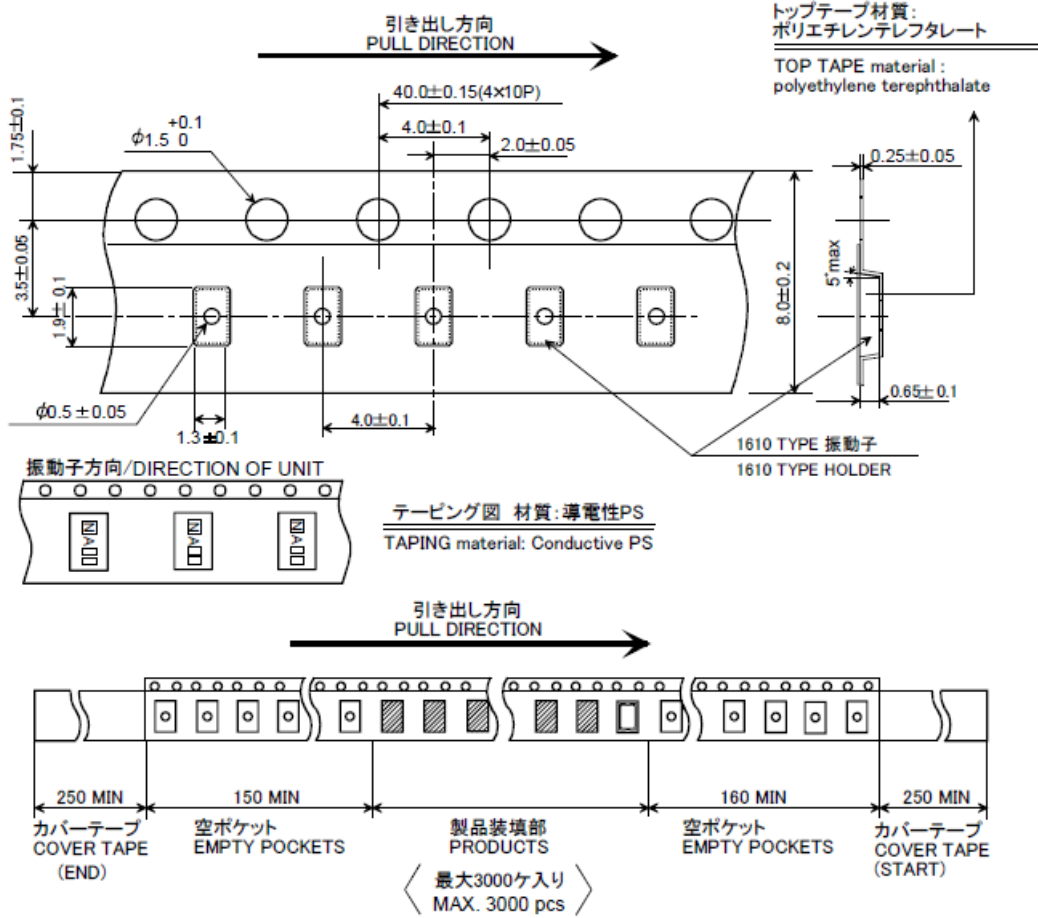 引き出し方向
PULL DIRECTION
トップテープ材質:
ポリエチレンテレフタレート
TOP TAPE material :
polyethylene terephthalate
40.0±0.15(4×10P)
4.0±0.1
2.0±0.05
+0.1
φ1.5 0
1.75±0.1
3.5±0.05
1.9±0.1
0.25±0.05
5°max
8.0±0.2
0.65±0.1
φ0.5±0.05
1.3±0.1
4.0±0.1
1610 TYPE 振動子
1610 TYPE HOLDER
振動子方向/DIRECTION OF UNIT
NA□□
NA□□
NA□□
テーピング図 材質:導電性PS
TAPING material: Conductive PS
引き出し方向
PULL DIRECTION
250 MIN
150 MIN
160 MIN
250 MIN
カバーテープ
COVER TAPE
(END)
空ポケット
EMPTY POCKETS
製品装填部
PRODUCTS
空ポケット
EMPTY POCKETS
カバーテープ
COVER TAPE
(START)
最大3000ケ入り
MAX. 3000 pcs